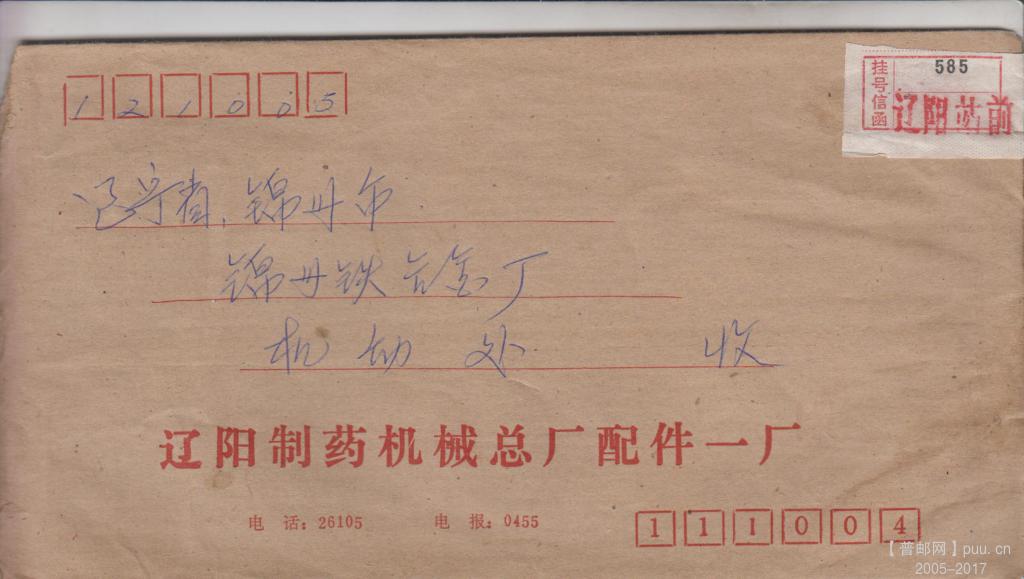 121005
挂号信函
585
辽阳站前
辽宁省,锦州市
锦州铁合金厂
机动处 收
辽阳制药机械总厂配件一厂
电 话:26105 电 报:0455
111004
【普邮网】puu.cn
2005-2017